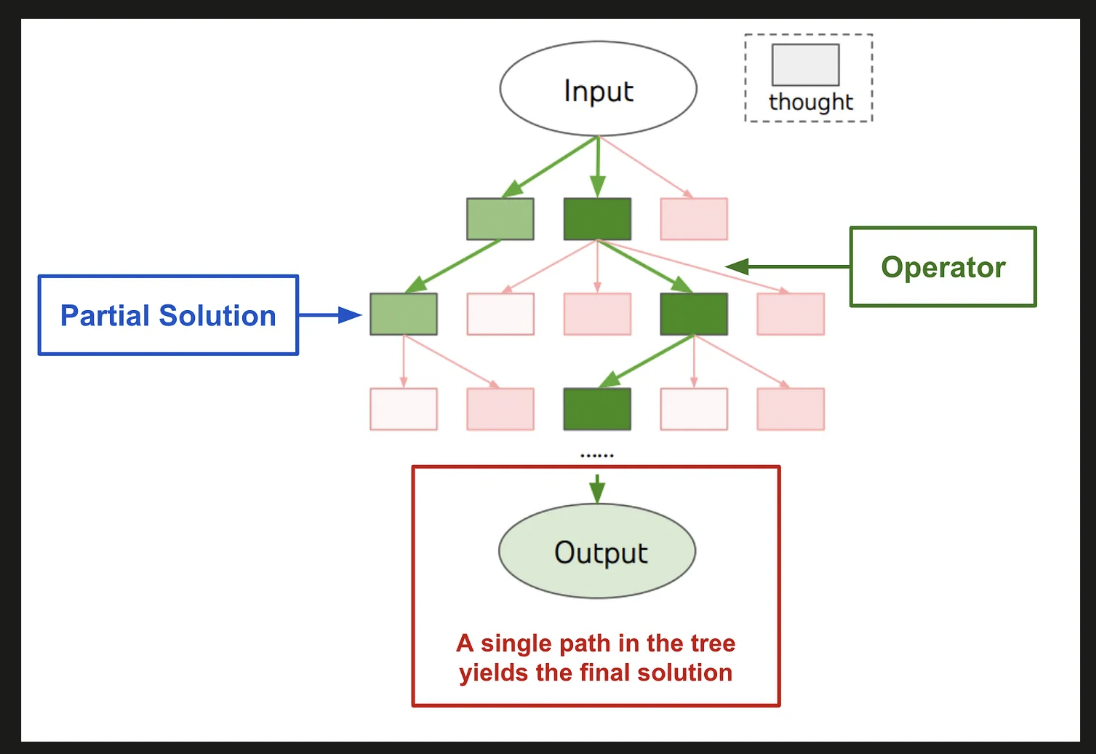 Input
thought
Operator
Partial Solution
......
Output
A single path in the tree
yields the final solution